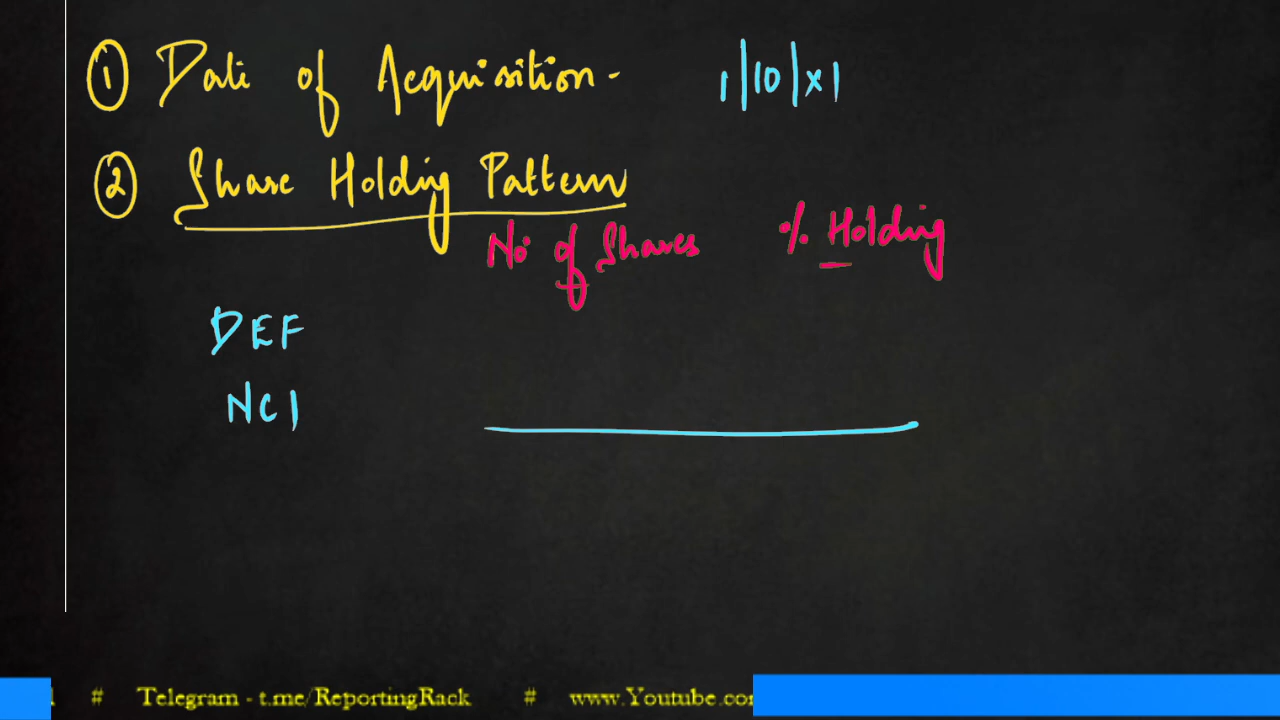 ① Date of Acquisition - 1/10/x1
② Share Holding Pattern
No of Shares % Holding
DEF
NCI
# Telegram - t.me/ReportingRack # www.Youtube.co